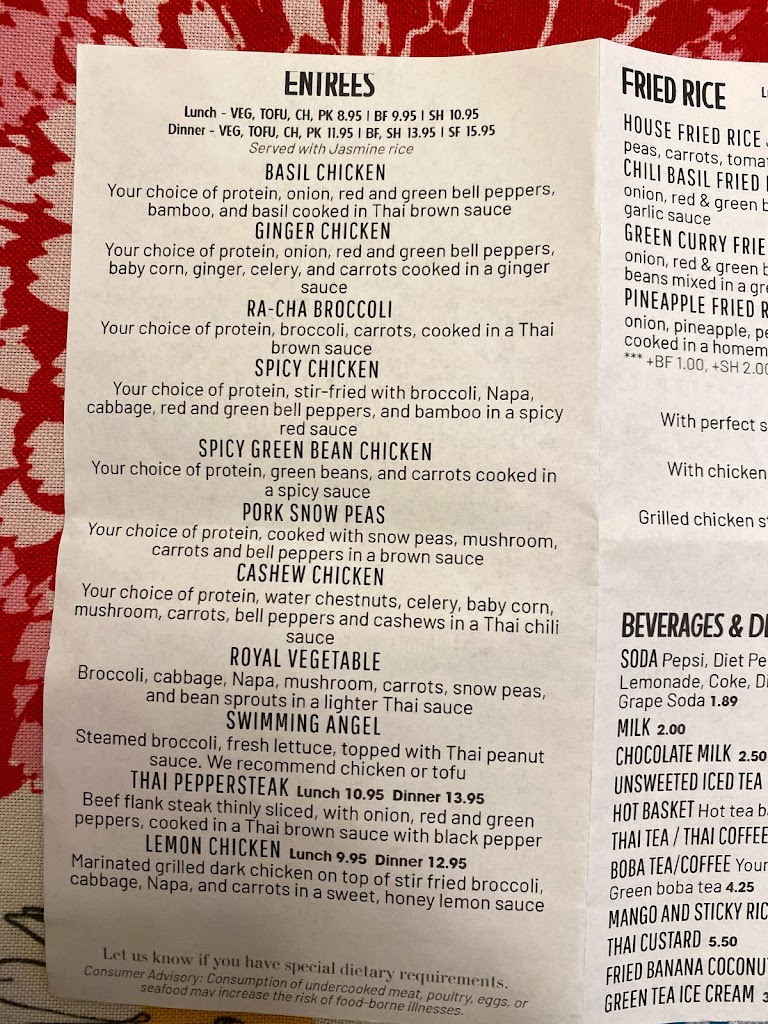 ENTREES
Lunch - VEG, TOFU, CH, PK 8.95 | BF 9.95 | SH 10.95
Dinner - VEG, TOFU, CH, PK 11.95 | BF, SH 13.95 | SF 15.95
Served with Jasmine rice
BASIL CHICKEN
Your choice of protein, onion, red and green bell peppers,
bamboo, and basil cooked in Thai brown sauce
GINGER CHICKEN
Your choice of protein, onion, red and green bell peppers,
baby corn, ginger, celery, and carrots cooked in a ginger
sauce
RA-CHA BROCCOLI
Your choice of protein, broccoli, carrots, cooked in a Thai
brown sauce
SPICY CHICKEN
Your choice of protein, stir-fried with broccoli, Napa,
cabbage, red and green bell peppers, and bamboo in a spicy
red sauce
SPICY GREEN BEAN CHICKEN
Your choice of protein, green beans, and carrots cooked in
a spicy sauce
PORK SNOW PEAS
Your choice of protein, cooked with snow peas, mushroom,
carrots and bell peppers in a brown sauce
CASHEW CHICKEN
Your choice of protein, water chestnuts, celery, baby corn,
mushroom, carrots, bell peppers and cashews in a Thai chili
sauce
ROYAL VEGETABLE
Broccoli, cabbage, Napa, mushroom, carrots, snow peas,
and bean sprouts in a lighter Thai sauce
SWIMMING ANGEL
Steamed broccoli, fresh lettuce, topped with Thai peanut
sauce. We recommend chicken or tofu
THAI PEPPERSTEAK Lunch 10.95 Dinner 13.95
Beef flank steak thinly sliced, with onion, red and green
peppers, cooked in a Thai brown sauce with black pepper
LEMON CHICKEN Lunch 9.95 Dinner 12.95
Marinated grilled dark chicken on top of stir fried broccoli,
cabbage, Napa, and carrots in a sweet, honey lemon sauce
Let us know if you have special dietary requirements.
Consumer Advisory: Consumption of undercooked meat, poultry, eggs, or
seafood may increase the risk of food-borne illnesses.
FRIED RICE
HOUSE FRIED RICE
peas, carrots,
CHILI BASIL FRIED
onion, red & green
garlic sauce
GREEN CURRY
onion, red & green
beans mixed in a
PINEAPPLE FRIED
onion, pineapple,
cooked in a
*** +BF 1.00, +SH 2.00
With perfect
With chicken
Grilled chicken
BEVERAGES &
SODA Pepsi, Diet
Lemonade, Coke,
Grape Soda 1.89
MILK 2.00
CHOCOLATE MILK 2.50
UNSWEETED ICED TEA
HOT BASKET Hot tea
THAI TEA / THAI COFFEE
BOBA TEA/COFFEE
Green boba tea 4.25
MANGO AND STICKY
THAI CUSTARD 5.50
FRIED BANANA
GREEN TEA ICE CREAM